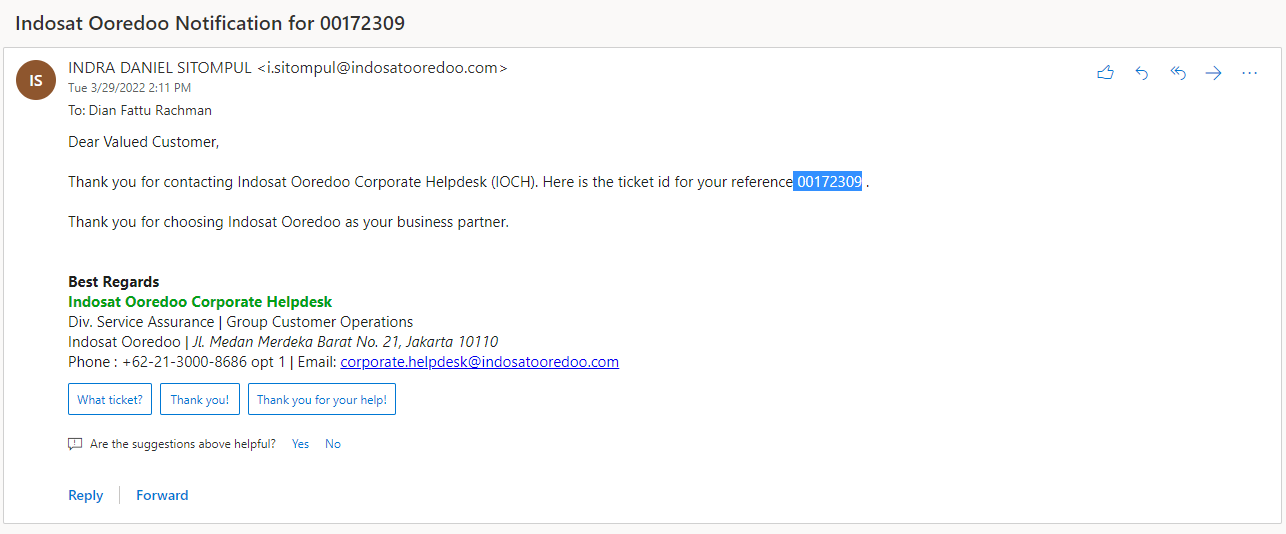 Indosat Ooredoo Notification for 00172309
IS
INDRA DANIEL SITOMPUL <i.sitompul@indosatooredoo.com>
Tue 3/29/2022 2:11 PM
To: Dian Fattu Rachman
Dear Valued Customer,
Thank you for contacting Indosat Ooredoo Corporate Helpdesk (IOCH). Here is the ticket id for your reference 00172309 .
Thank you for choosing Indosat Ooredoo as your business partner.
Best Regards
Indosat Ooredoo Corporate Helpdesk
Div. Service Assurance | Group Customer Operations
Indosat Ooredoo | Jl. Medan Merdeka Barat No. 21, Jakarta 10110
Phone : +62-21-3000-8686 opt 1 | Email: corporate.helpdesk@indosatooredoo.com
What ticket? Thank you! Thank you for your help!
Are the suggestions above helpful? Yes No
Reply Forward